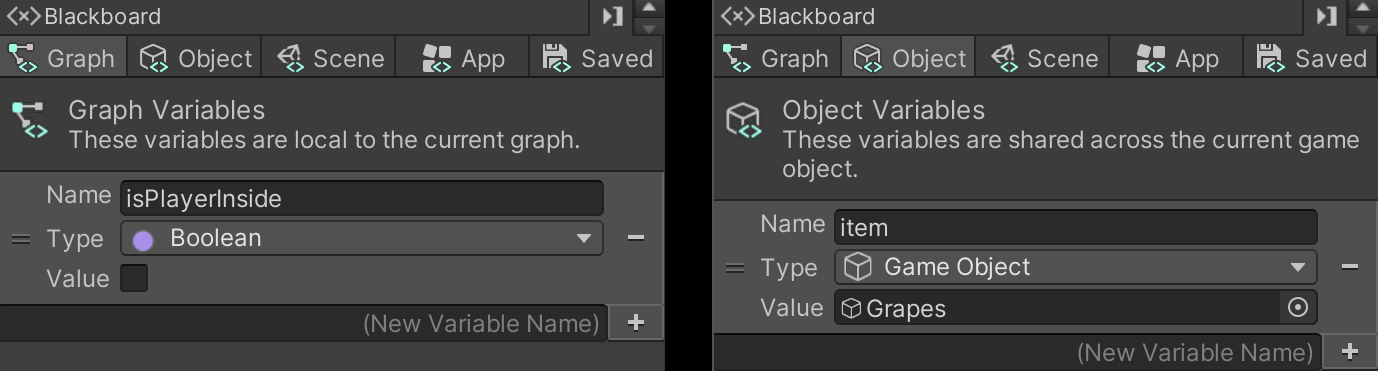 Blackboard
Graph Object Scene App Saved
Graph Variables
These variables are local to the current graph.
Name isPlayerInside
Type Boolean
Value
(New Variable Name)
Blackboard
Graph Object Scene App Saved
Object Variables
These variables are shared across the current game
object.
Name item
Type Game Object
Value Grapes
(New Variable Name)